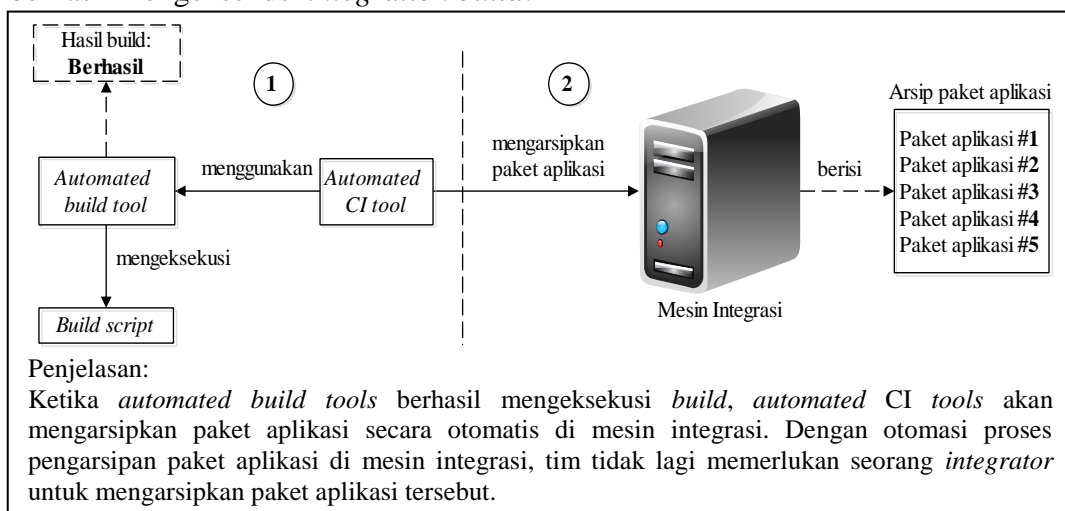 Hasil build:
Berhasil
1
2
Arsip paket aplikasi
Paket aplikasi #1
Paket aplikasi #2
Paket aplikasi #3
Paket aplikasi #4
Paket aplikasi #5
mengarsipkan
paket aplikasi
menggunakan
berisi
Automated
build tool
Automated
CI tool
mengeksekusi
Build script
Mesin Integrasi
Penjelasan:
Ketika automated build tools berhasil mengeksekusi build, automated CI tools akan
mengarsipkan paket aplikasi secara otomatis di mesin integrasi. Dengan otomasi proses
pengarsipan paket aplikasi di mesin integrasi, tim tidak lagi memerlukan seorang integrator
untuk mengarsipkan paket aplikasi tersebut.